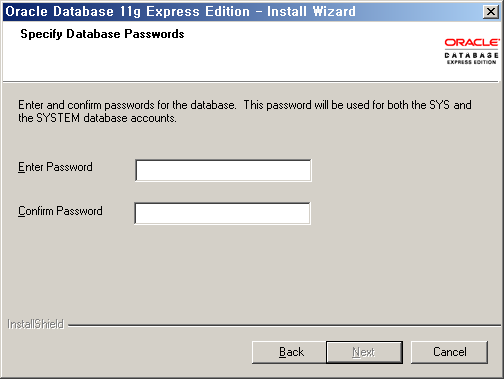 Oracle Database 11g Express Edition - Install Wizard
Specify Database Passwords
ORACLE
DATABASE
EXPRESS EDITION
Enter and confirm passwords for the database. This password will be used for both the SYS and
the SYSTEM database accounts.
Enter Password
Confirm Password
InstallShield
Back
Next
Cancel